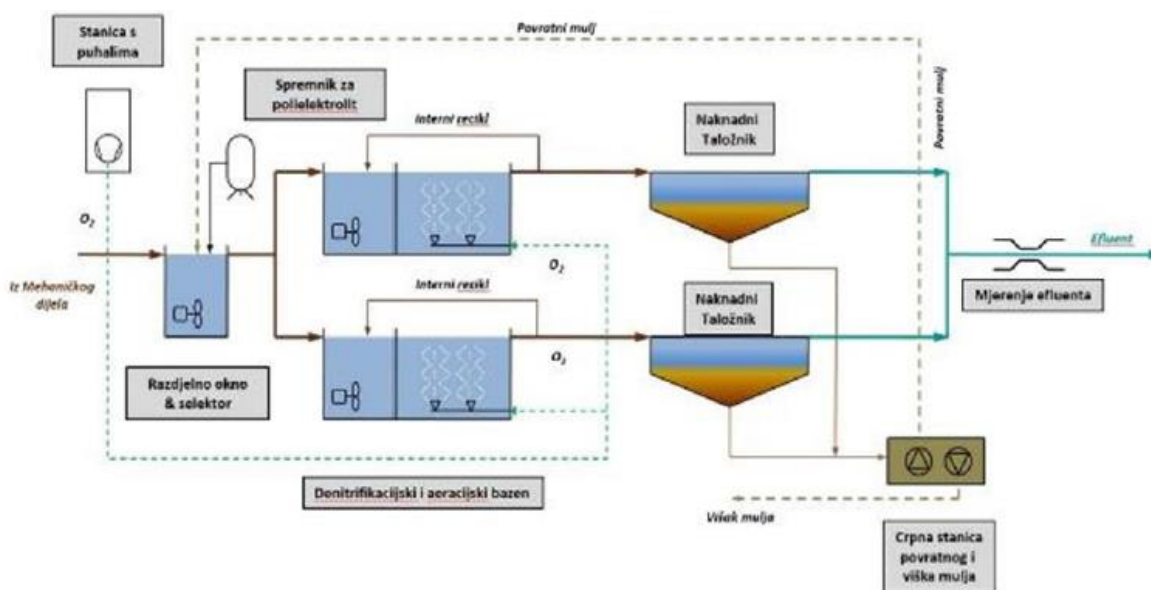 Stanica s
puhalima
Povratni mulj
Spremnik za
polielektrolit
Interni recikl
Naknadni
Taložnik
Povratni mulj
O2
O2
Efluent
Iz Mehaničkog
dijela
Mjerenje efluenta
Interni recikl
Naknadni
Taložnik
O2
Razdjelno okno
& selektor
Denitrifikacijski i aeracijski bazen
Višak mulja
Crpna stanica
povratnog i
viška mulja